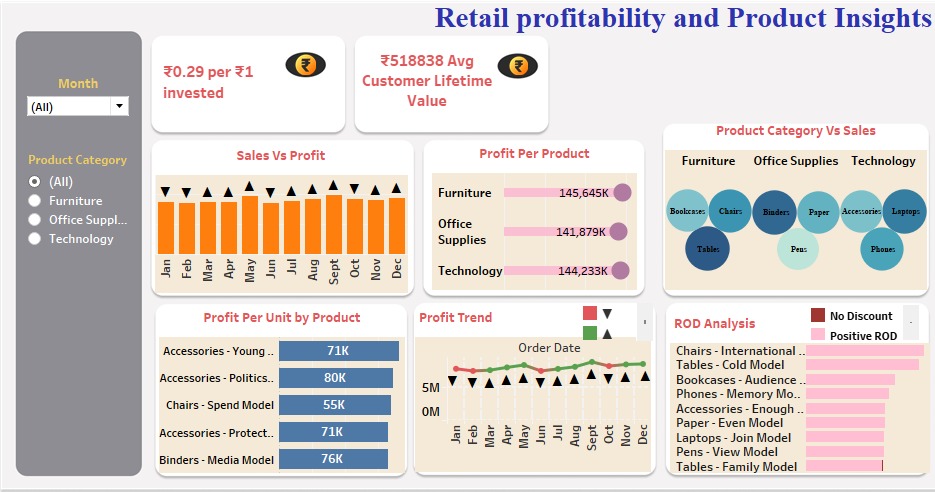 Retail profitability and Product Insights
Month
(All)
Product Category
(All)
Furniture
Office Suppl...
Technology
₹0.29 per ₹1
invested
₹
₹518838 Avg
Customer Lifetime
Value
₹
Sales Vs Profit
Jan
Feb
Mar
Apr
May
Jun
Jul
Aug
Sept
Oct
Nov
Dec
Profit Per Product
Furniture 145,645K
Office
Supplies 141,879K
Technology 144,233K
Product Category Vs Sales
Furniture Office Supplies Technology
Bookcases Chairs Binders Paper Accessories Laptops
Tables Pens Phones
Profit Per Unit by Product
Accessories - Young .. 71K
Accessories - Politics.. 80K
Chairs - Spend Model 55K
Accessories - Protect.. 71K
Binders - Media Model 76K
Profit Trend
Order Date
5M
0M
Jan
Feb
Mar
Apr
May
Jun
Jul
Aug
Sept
Oct
Nov
Dec
ROD Analysis
No Discount
Positive ROD
Chairs - International ..
Tables - Cold Model
Bookcases - Audience ..
Phones - Memory Mo..
Accessories - Enough ..
Paper - Even Model
Laptops - Join Model
Pens - View Model
Tables - Family Model